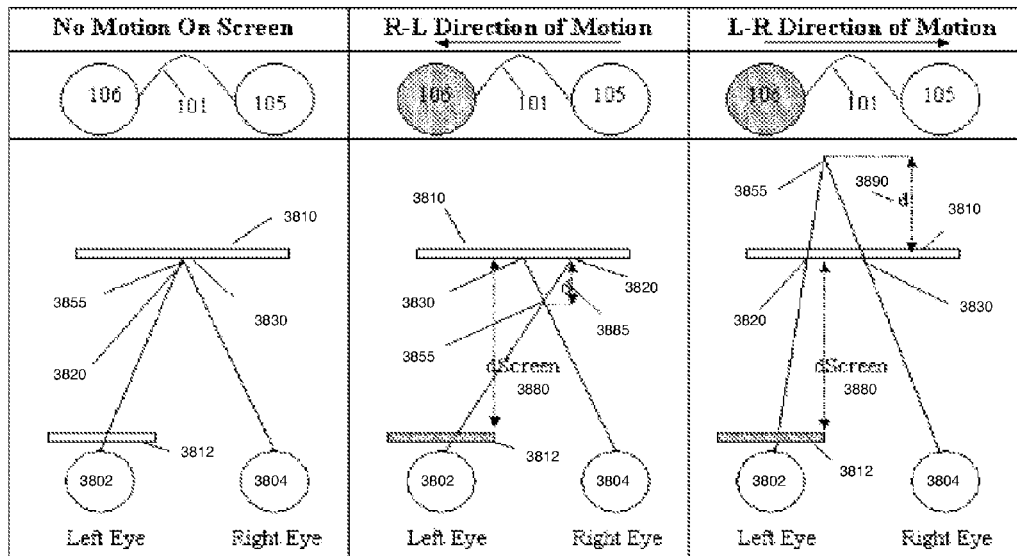 No Motion On Screen
R-L Direction of Motion
L-R Direction of Motion
106 101 105
106 101 105
106 101 105
3810
3855
3820
3830
3812
3802
3804
Left Eye Right Eye
3810
3830
3820
3855
d
3885
dScreen
3880
3812
3802
3804
Left Eye Right Eye
3855
3890
d
3810
3820
3830
dScreen
3880
3812
3802
3804
Left Eye Right Eye